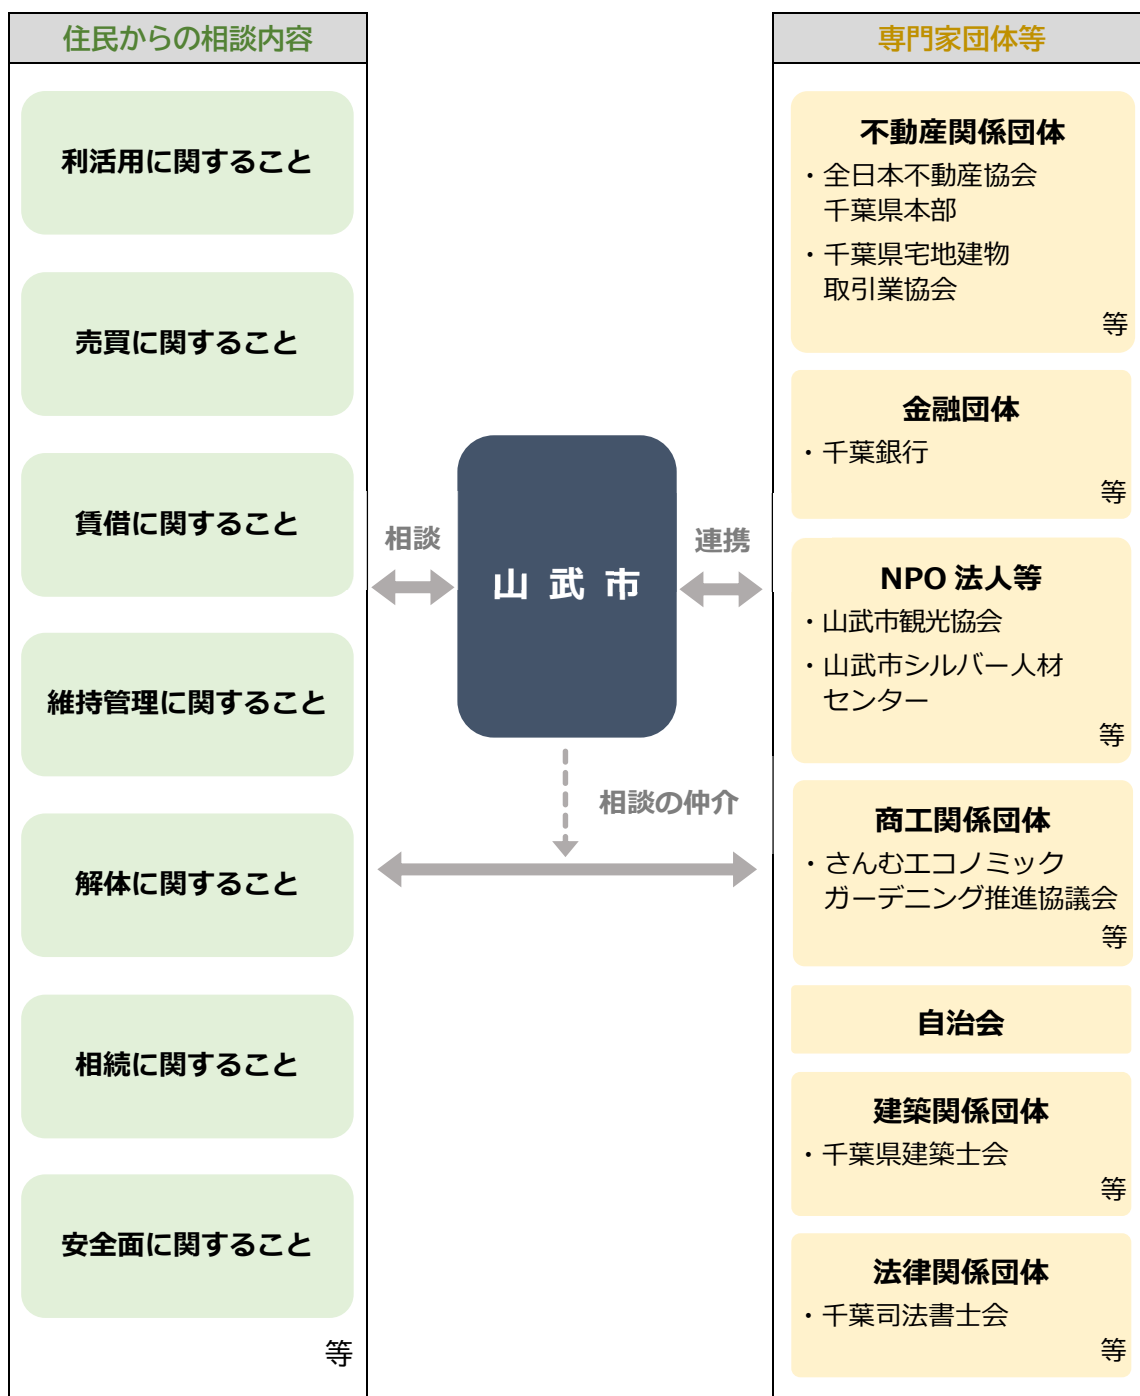 住民からの相談内容
利活用に関すること
売買に関すること
賃借に関すること
維持管理に関すること
解体に関すること
相続に関すること
安全面に関すること
等
相談
山武市
連携
相談の仲介
専門家団体等
不動産関係団体
・全日本不動産協会
千葉県本部
・千葉県宅地建物
取引業協会
等
金融団体
・千葉銀行
等
NPO 法人等
・山武市観光協会
・山武市シルバー人材
センター
等
商工関係団体
・さんむエコノミック
ガーデニング推進協議会
等
自治会
建築関係団体
・千葉県建築士会
等
法律関係団体
・千葉司法書士会
等